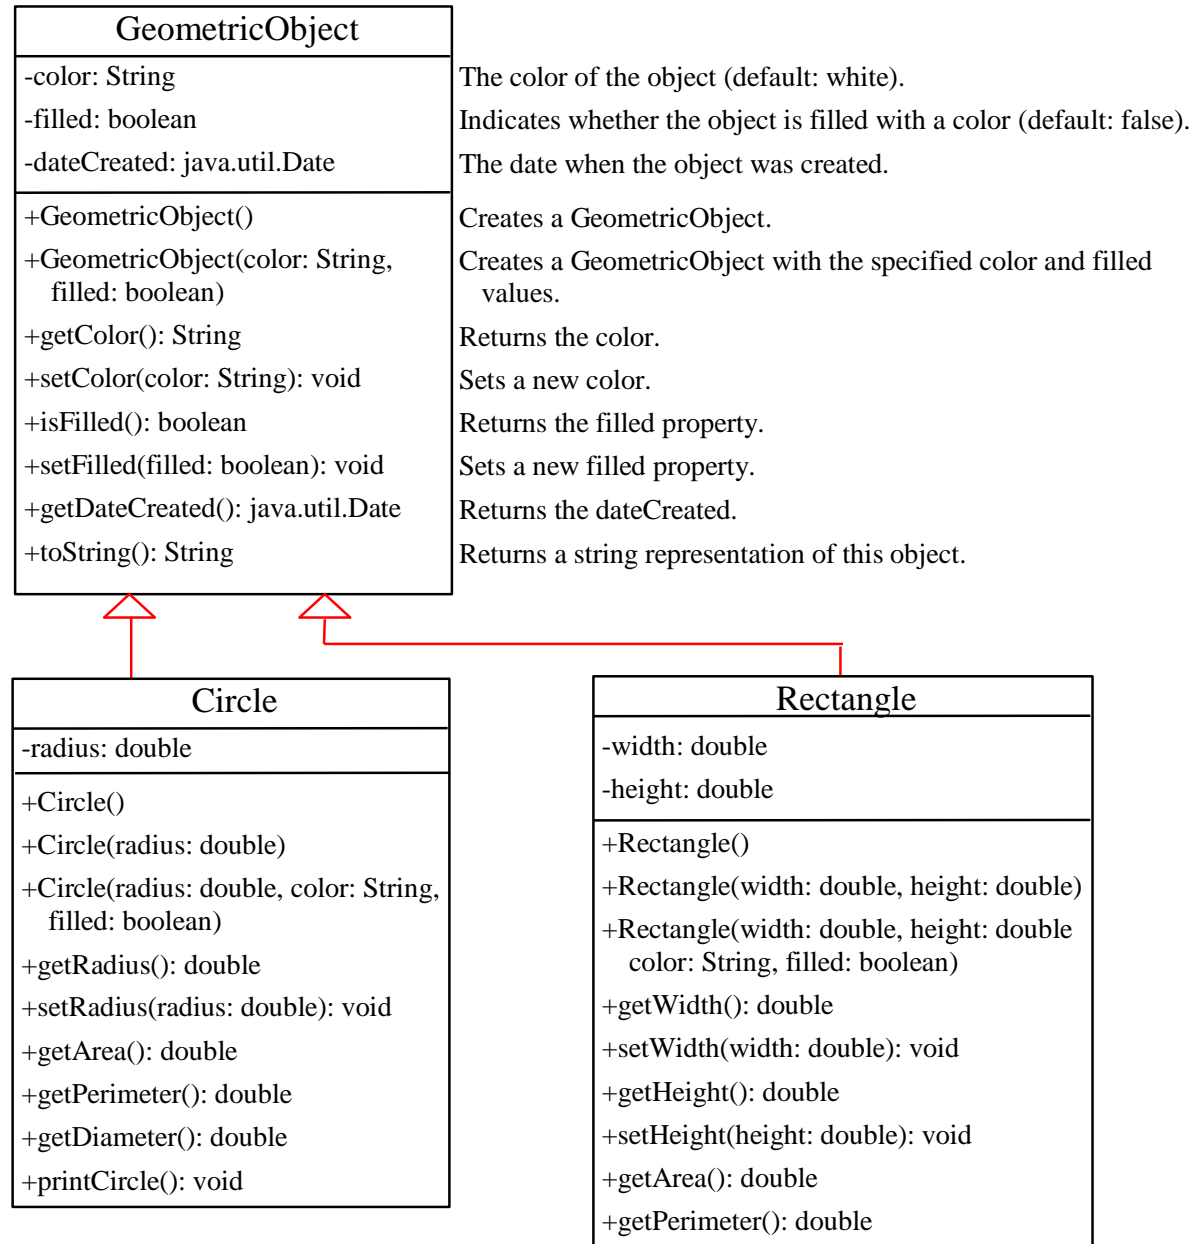 GeometricObject
-color: String
The color of the object (default: white).
-filled: boolean
Indicates whether the object is filled with a color (default: false).
-dateCreated: java.util.Date
The date when the object was created.
+GeometricObject()
Creates a GeometricObject.
+GeometricObject(color: String,
filled: boolean)
Creates a GeometricObject with the specified color and filled
values.
+getColor(): String
Returns the color.
+setColor(color: String): void
Sets a new color.
+isFilled(): boolean
Returns the filled property.
+setFilled(filled: boolean): void
Sets a new filled property.
+getDateCreated(): java.util.Date
Returns the dateCreated.
+toString(): String
Returns a string representation of this object.
Circle
-radius: double
+Circle()
+Circle(radius: double)
+Circle(radius: double, color: String,
filled: boolean)
+getRadius(): double
+setRadius(radius: double): void
+getArea(): double
+getPerimeter(): double
+getDiameter(): double
+printCircle(): void
Rectangle
-width: double
-height: double
+Rectangle()
+Rectangle(width: double, height: double)
+Rectangle(width: double, height: double
color: String, filled: boolean)
+getWidth(): double
+setWidth(width: double): void
+getHeight(): double
+setHeight(height: double): void
+getArea(): double
+getPerimeter(): double